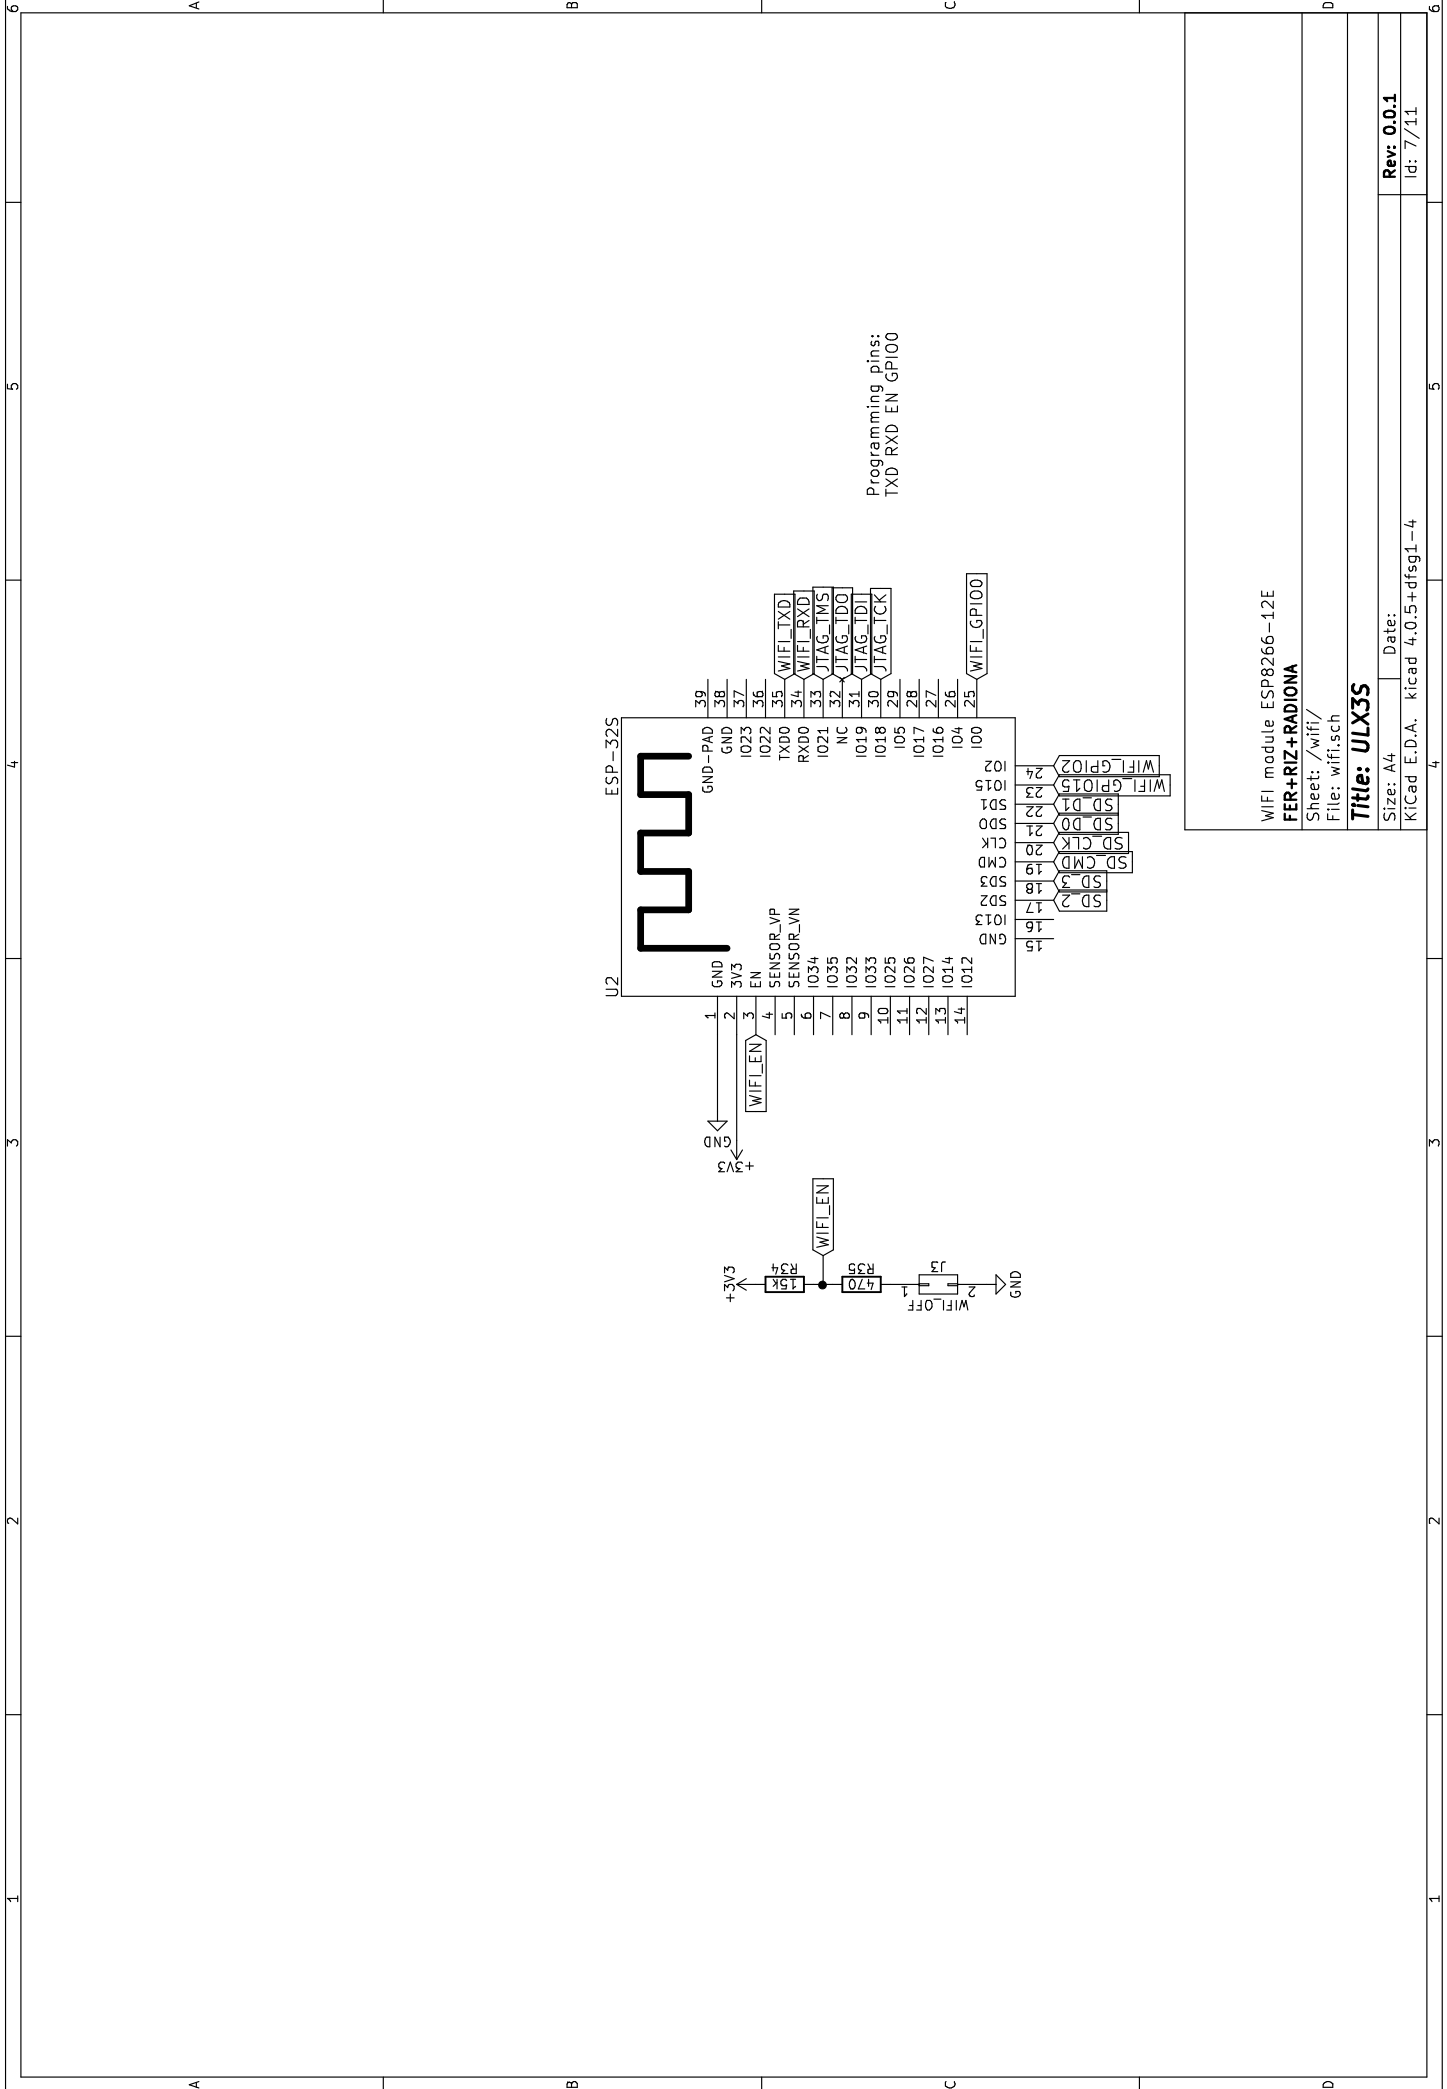 1
2
3
4
5
6
A
B
C
D
+3V3
R34
15k
WIFI_EN
R35
470
J3
1
2
WIFI_OFF
GND
GND
+3V3
WIFI_EN
U2
ESP-32S
1 GND
2 3V3
3 EN
4 SENSOR_VP
5 SENSOR_VN
6 IO34
7 IO35
8 IO32
9 IO33
10 IO25
11 IO26
12 IO27
13 IO14
14 IO12
GND 15
IO13 16
SD2 17 SD_2
SD3 18 SD_3
CMD 19 SD_CMD
CLK 20 SD_CLK
SD0 21 SD_D0
SD1 22 SD_D1
IO15 23 WIFI_GPIO15
IO2 24 WIFI_GPIO2
GND-PAD 39
GND 38
IO23 37
IO22 36
TXD0 35 WIFI_TXD
RXD0 34 WIFI_RXD
IO21 33 JTAG_TMS
NC 32 JTAG_TDO
IO19 31 JTAG_TDI
IO18 30 JTAG_TCK
IO5 29
IO17 28
IO16 27
IO4 26
IO0 25 WIFI_GPIO0
Programming pins:
TXD RXD EN GPIO0
WIFI module ESP8266-12E
FER+RIZ+RADIONA
Sheet: /wifi/
File: wifi.sch
Title: ULX3S
Size: A4 Date: Rev: 0.0.1
KiCad E.D.A. kicad 4.0.5+dfsg1-4 Id: 7/11
1
2
3
4
5
6
A
B
C
D